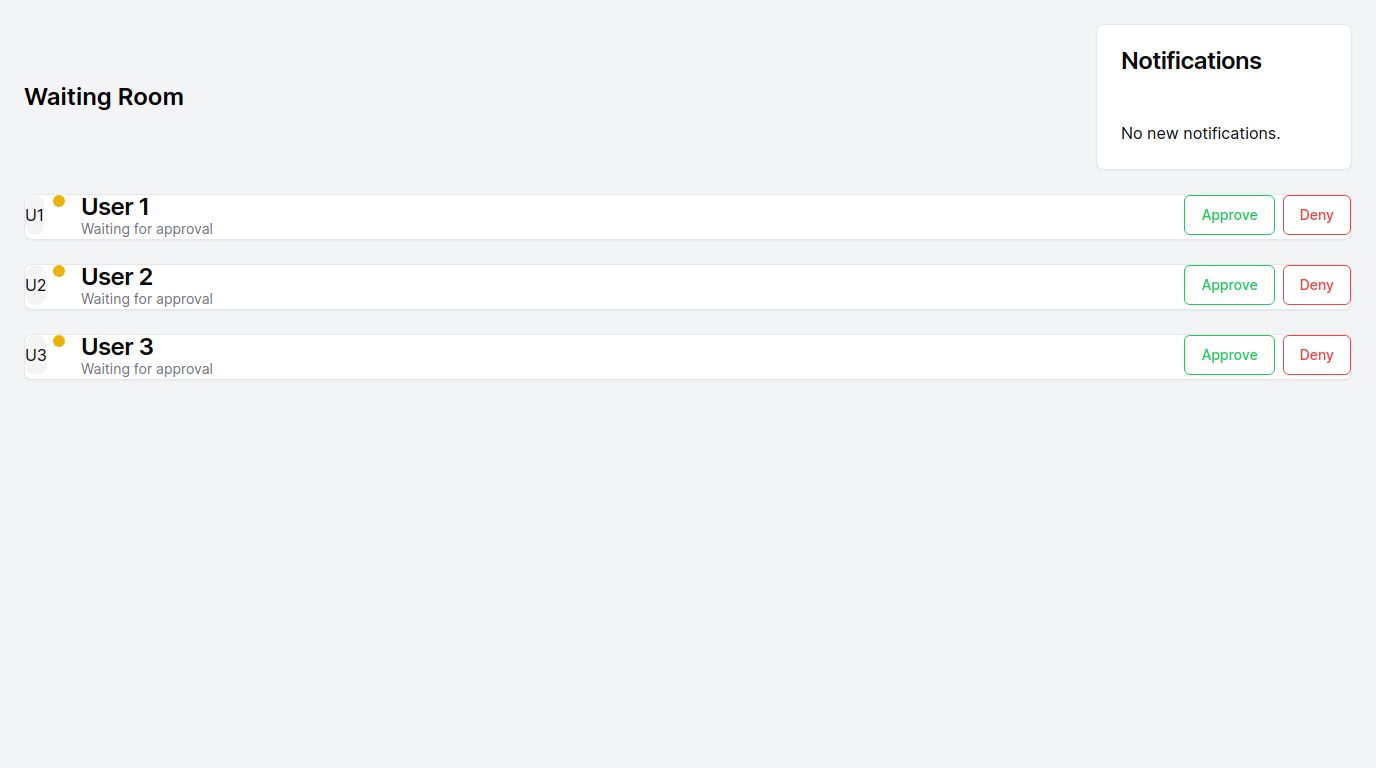 Waiting Room
Notifications
No new notifications.
U1
User 1
Waiting for approval
Approve
Deny
U2
User 2
Waiting for approval
Approve
Deny
U3
User 3
Waiting for approval
Approve
Deny